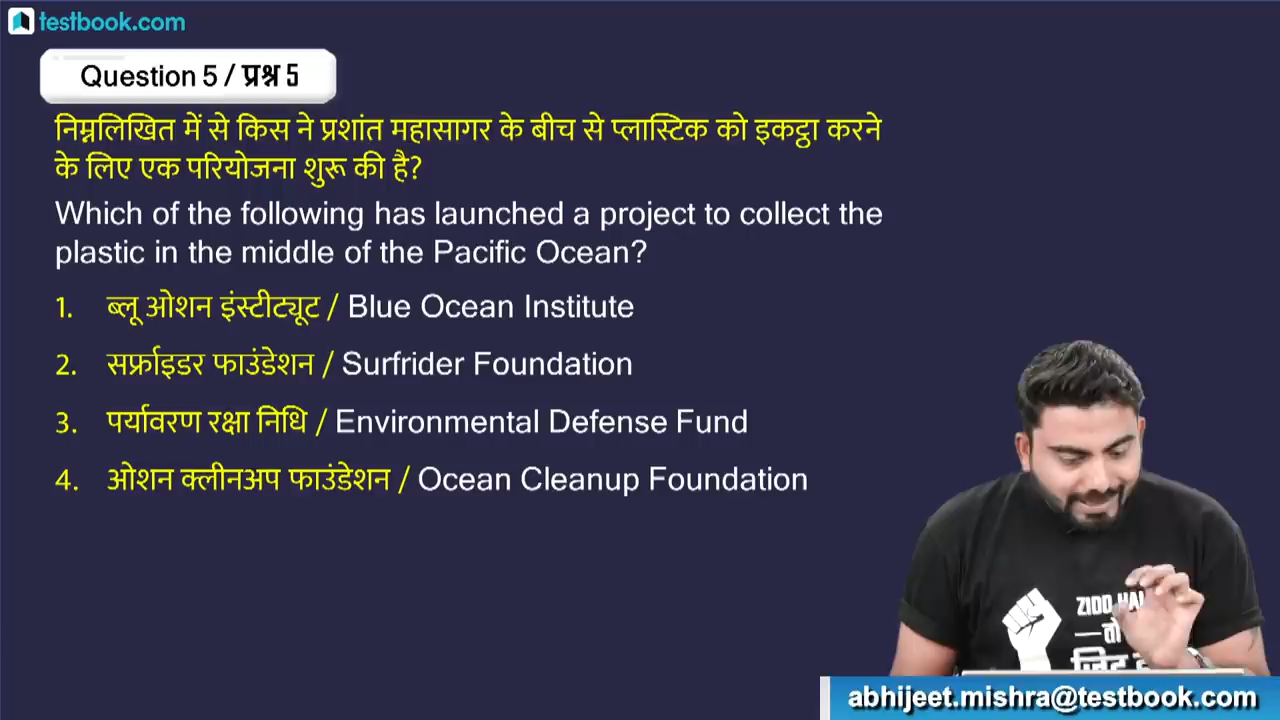 testbook.com
Question 5 / प्रश्न 5
निम्नलिखित में से किस ने प्रशांत महासागर के बीच से प्लास्टिक को इकट्ठा करने
के लिए एक परियोजना शुरू की है?
Which of the following has launched a project to collect the
plastic in the middle of the Pacific Ocean?
1. ब्लू ओशन इंस्टीट्यूट / Blue Ocean Institute
2. सर्फ्राइडर फाउंडेशन / Surfrider Foundation
3. पर्यावरण रक्षा निधि / Environmental Defense Fund
4. ओशन क्लीनअप फाउंडेशन / Ocean Cleanup Foundation
ZIDD
abhijeet.mishra@testbook.com